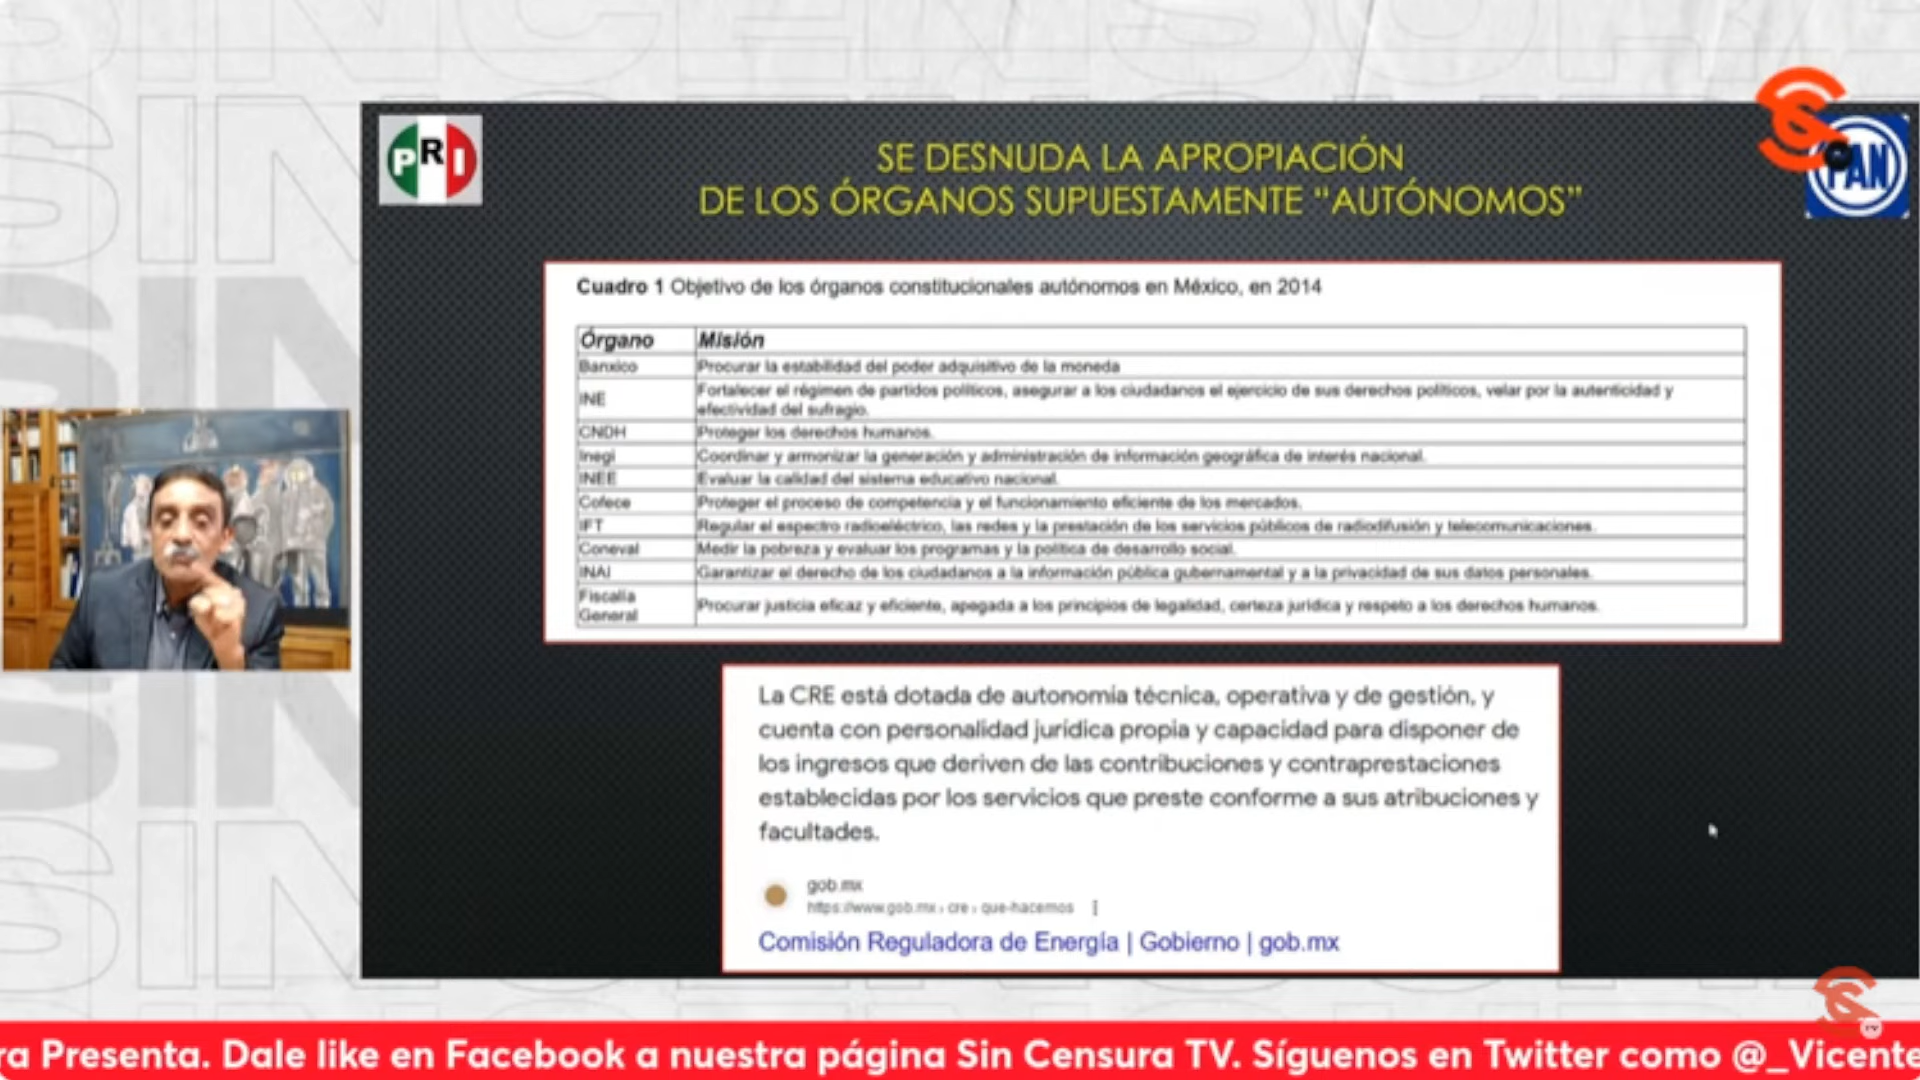 SIN CENSURA
PRI
PAN
SE DESNUDA LA APROPIACIÓN
DE LOS ÓRGANOS SUPUESTAMENTE “AUTÓNOMOS”
Cuadro 1 Objetivo de los órganos constitucionales autónomos en México, en 2014
Órgano Misión
Banxico Procurar la estabilidad del poder adquisitivo de la moneda
INE Fortalecer el régimen de partidos políticos, asegurar a los ciudadanos el ejercicio de sus derechos políticos, velar por la autenticidad y
efectividad del sufragio.
CNDH Proteger los derechos humanos.
Inegi Coordinar y armonizar la generación y administración de información geográfica de interés nacional.
INEE Evaluar la calidad del sistema educativo nacional.
Cofece Proteger el proceso de competencia y el funcionamiento eficiente de los mercados.
IFT Regular el espectro radioeléctrico, las redes y la prestación de los servicios públicos de radiodifusión y telecomunicaciones.
Coneval Medir la pobreza y evaluar los programas y la política de desarrollo social.
INAI Garantizar el derecho de los ciudadanos a la información pública gubernamental y a la privacidad de sus datos personales.
Fiscalía
General Procurar justicia eficaz y eficiente, apegada a los principios de legalidad, certeza jurídica y respeto a los derechos humanos.
La CRE está dotada de autonomía técnica, operativa y de gestión, y
cuenta con personalidad jurídica propia y capacidad para disponer de
los ingresos que deriven de las contribuciones y contraprestaciones
establecidas por los servicios que preste conforme a sus atribuciones y
facultades.
gob.mx
https://www.gob.mx › cre › que-hacemos
Comisión Reguladora de Energía | Gobierno | gob.mx
TV
ra Presenta. Dale like en Facebook a nuestra página Sin Censura TV. Síguenos en Twitter como @_Vicente